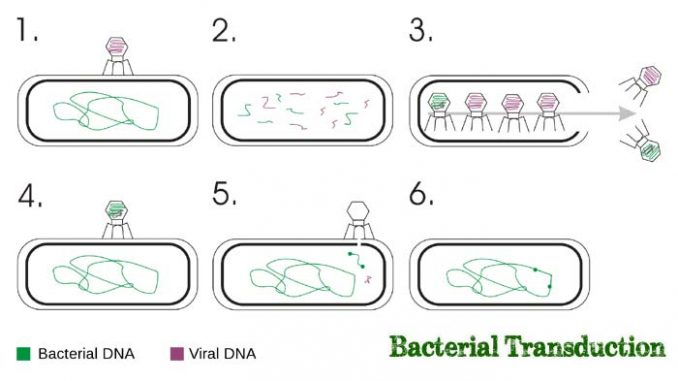 1.
2.
3.
4.
5.
6.
Bacterial DNA
Viral DNA
Bacterial Transduction